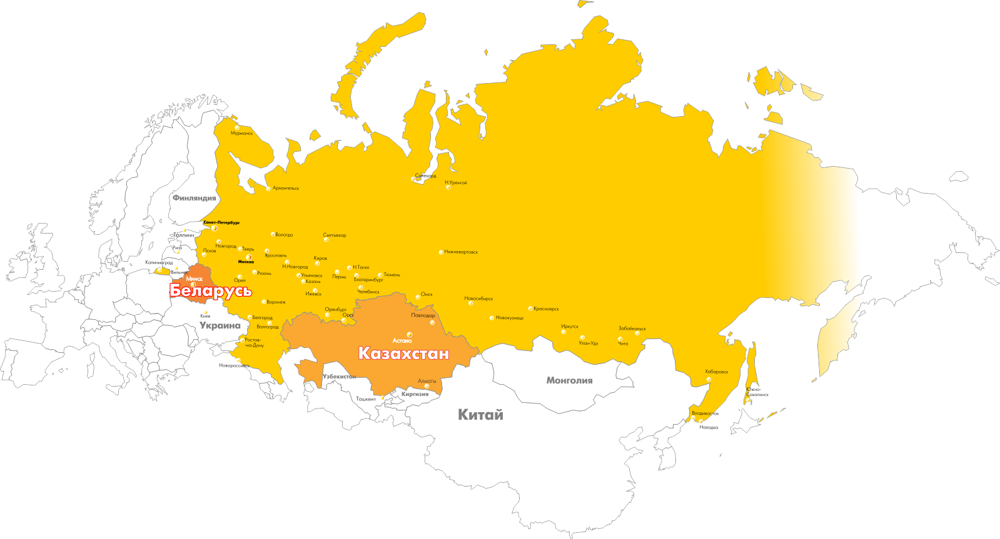 Мурманск
Салехард
Н.Уренгой
Архангельск
Финляндия
Санкт-Петербург
Таллинн
Вологда
Сыктывкар
Рига
Псков
Новгород
Тверь
Ярославль
Нижневартовск
Москва
Киров
Калининград
Вильнюс
Н.Новгород
Н.Тагил
Рязань
Ульяновск
Пермь
Тюмень
Минск
Орёл
Казань
Екатеринбург
Беларусь
Ижевск
Челябинск
Омск
Новосибирск
Воронеж
Оренбург
Орск
Красноярск
Киев
Белгород
Павлодар
Новокузнецк
Украина
Волгоград
Иркутск
Забайкальск
Ростов-
-на-Дону
Астана
Улан-Удэ
Чита
Казахстан
Новороссийск
Хабаровск
Узбекистан
Алматы
Монголия
Ташкент
Киргизия
Южно-
Сахалинск
Китай
Владивосток
Находка